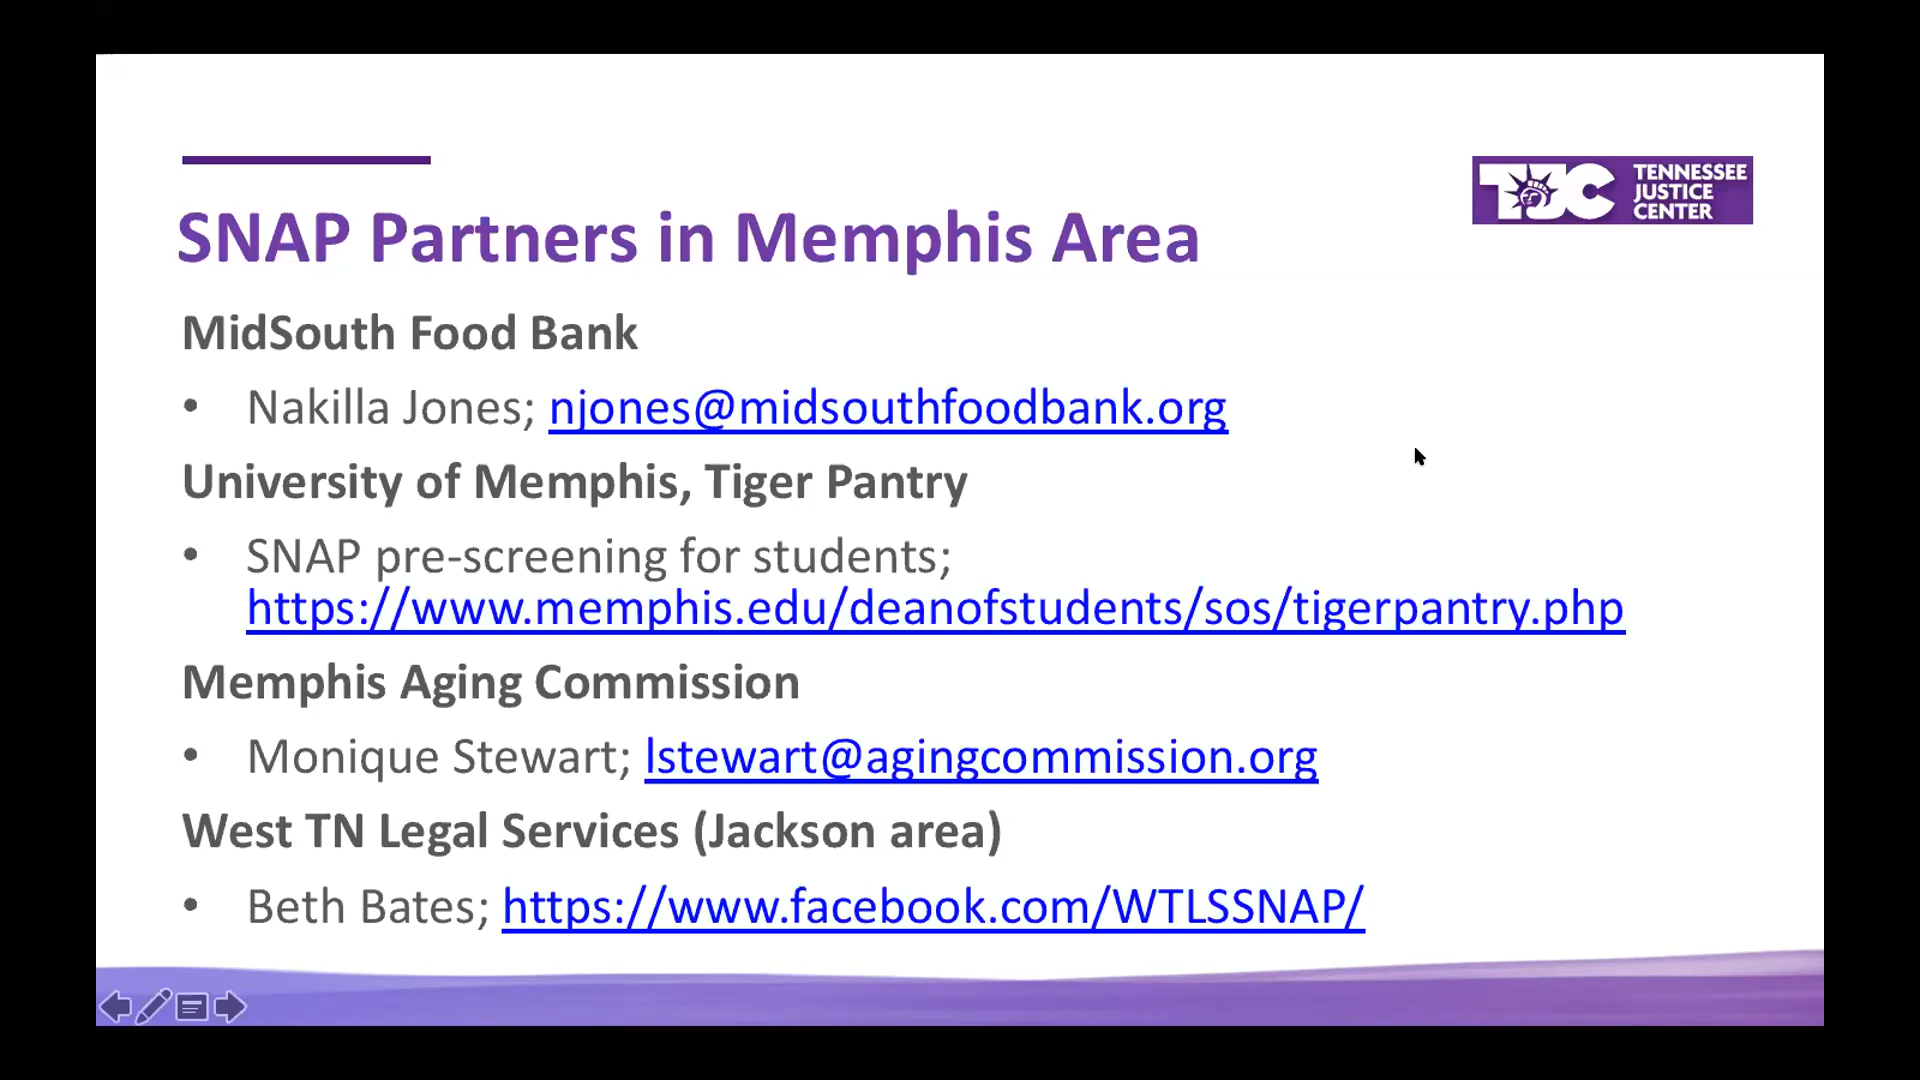 TJC TENNESSEE
JUSTICE
CENTER
SNAP Partners in Memphis Area
MidSouth Food Bank
• Nakilla Jones; njones@midsouthfoodbank.org
University of Memphis, Tiger Pantry
• SNAP pre-screening for students;
https://www.memphis.edu/deanofstudents/sos/tigerpantry.php
Memphis Aging Commission
• Monique Stewart; lstewart@agingcommission.org
West TN Legal Services (Jackson area)
• Beth Bates; https://www.facebook.com/WTLSSNAP/